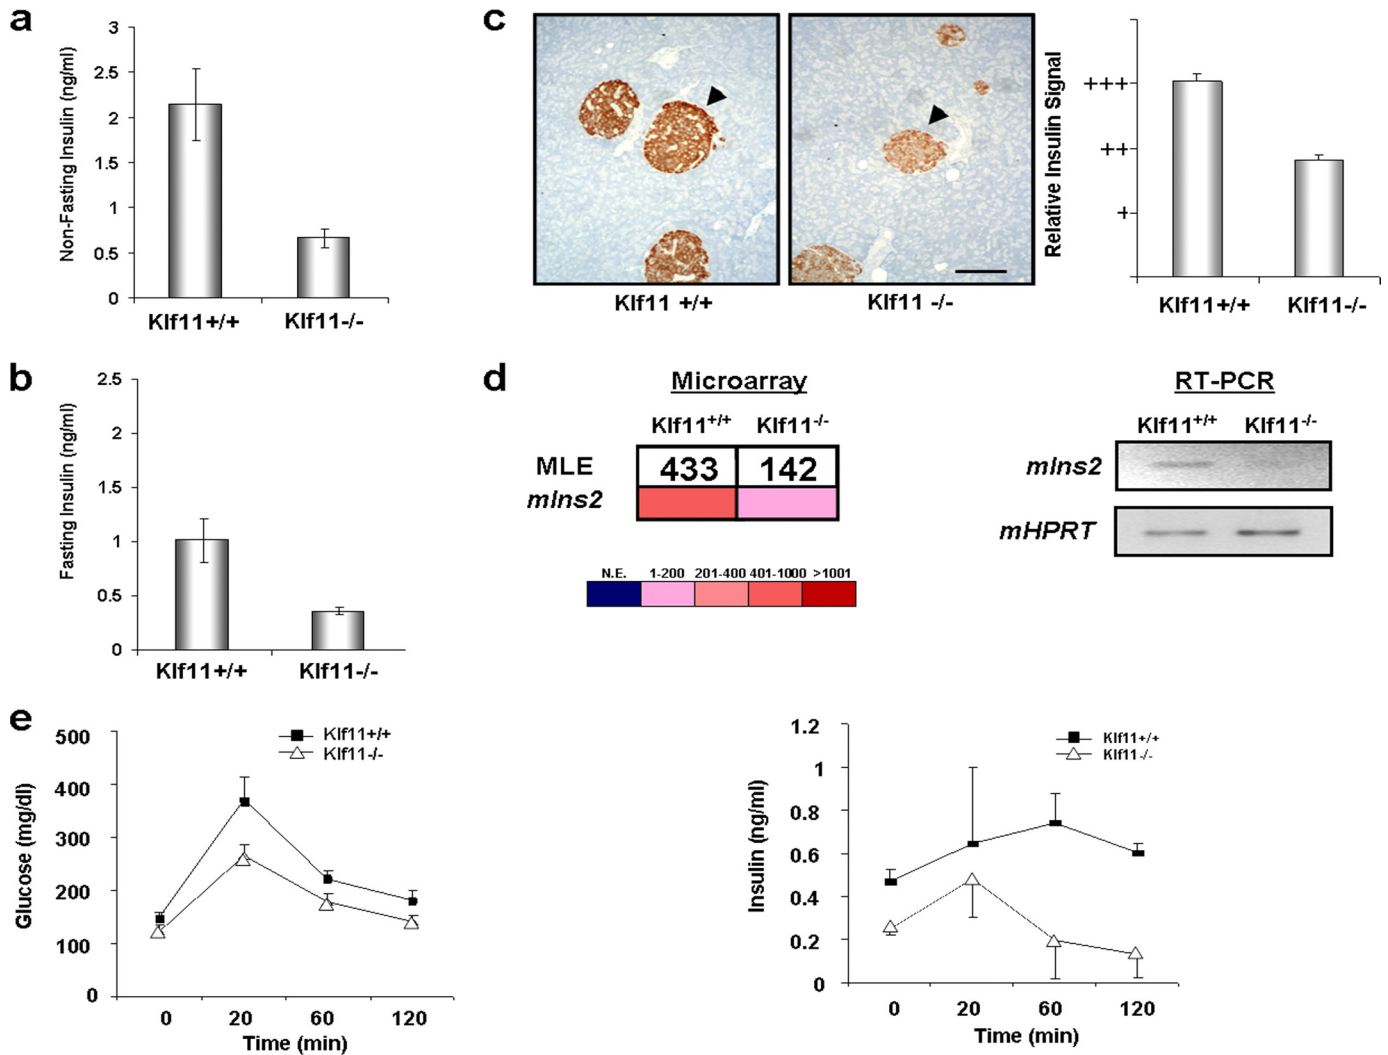 a
Non-Fasting Insulin (ng/ml)
3
2.5
2
1.5
1
0.5
0
Klf11+/+ Klf11-/-
b
Fasting Insulin (ng/ml)
2.5
2
1.5
1
0.5
0
Klf11+/+ Klf11-/-
c
Klf11 +/+ Klf11 -/-
Relative Insulin Signal
+++
++
+
Klf11+/+ Klf11-/-
d
Microarray
Klf11+/+ Klf11-/-
MLE 433 142
mIns2
N.E. 1-200 201-400 401-1000 >1001
RT-PCR
Klf11+/+ Klf11-/-
mIns2
mHPRT
e
Glucose (mg/dl)
500
400
300
200
100
0
Klf11+/+
Klf11-/-
0 20 60 120
Time (min)
Insulin (ng/ml)
1.2
1
0.8
0.6
0.4
0.2
0
Klf11+/+
Klf11-/-
0 20 60 120
Time (min)